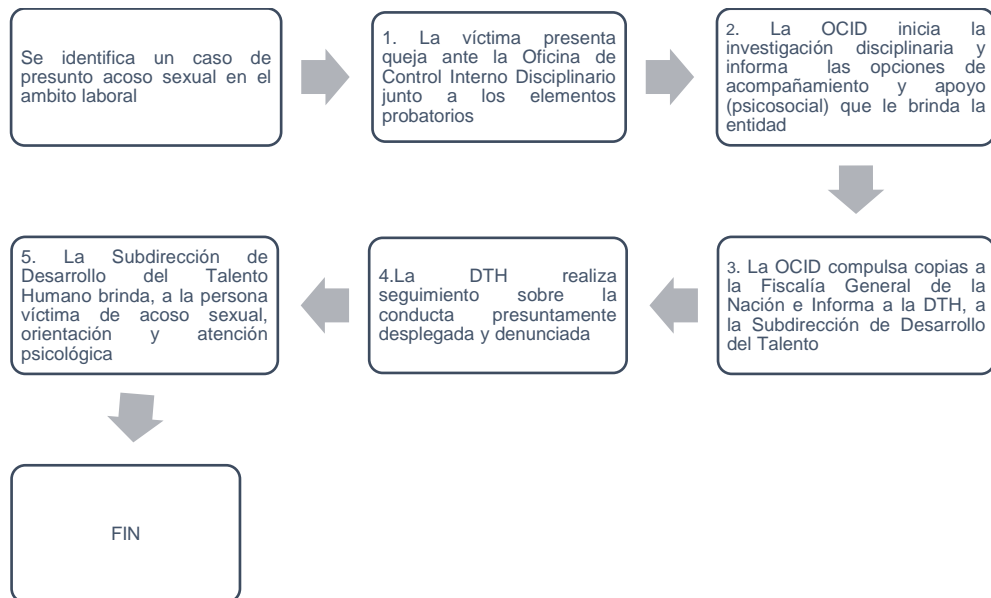 Se identifica un caso de
presunto acoso sexual en el
ambito laboral
1. La víctima presenta
queja ante la Oficina de
Control Interno Disciplinario
junto a los elementos
probatorios
2. La OCID inicia la
investigación disciplinaria y
informa las opciones de
acompañamiento y apoyo
(psicosocial) que le brinda la
entidad
3. La OCID compulsa copias a
la Fiscalía General de la
Nación e Informa a la DTH, a
la Subdirección de Desarrollo
del Talento
4.La DTH realiza
seguimiento sobre la
conducta presuntamente
desplegada y denunciada
5. La Subdirección de
Desarrollo del Talento
Humano brinda, a la persona
víctima de acoso sexual,
orientación y atención
psicológica
FIN